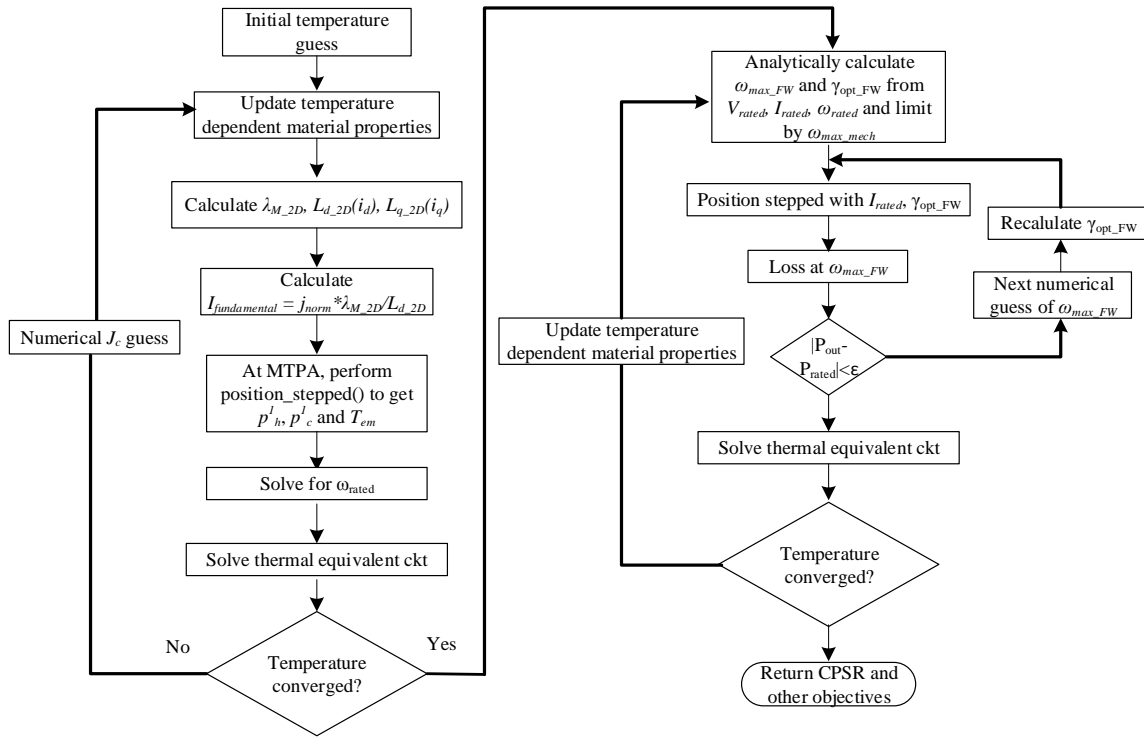 Initial temperature
guess
Update temperature
dependent material properties
Calculate λM_2D, Ld_2D(id), Lq_2D(iq)
Calculate
Ifundamental = jnorm*λM_2D/Ld_2D
Numerical Jc guess
At MTPA, perform
position_stepped() to get
p1h, p1c and Tem
Solve for ωrated
Solve thermal equivalent ckt
No
Yes
Temperature
converged?
Analytically calculate
ωmax_FW and γopt_FW from
Vrated, Irated, ωrated and limit
by ωmax_mech
Position stepped with Irated, γopt_FW
Recalulate γopt_FW
Loss at ωmax_FW
Next numerical
guess of ωmax_FW
Update temperature
dependent material properties
|Pout-
Prated|<ε
Solve thermal equivalent ckt
Temperature
converged?
Return CPSR and
other objectives